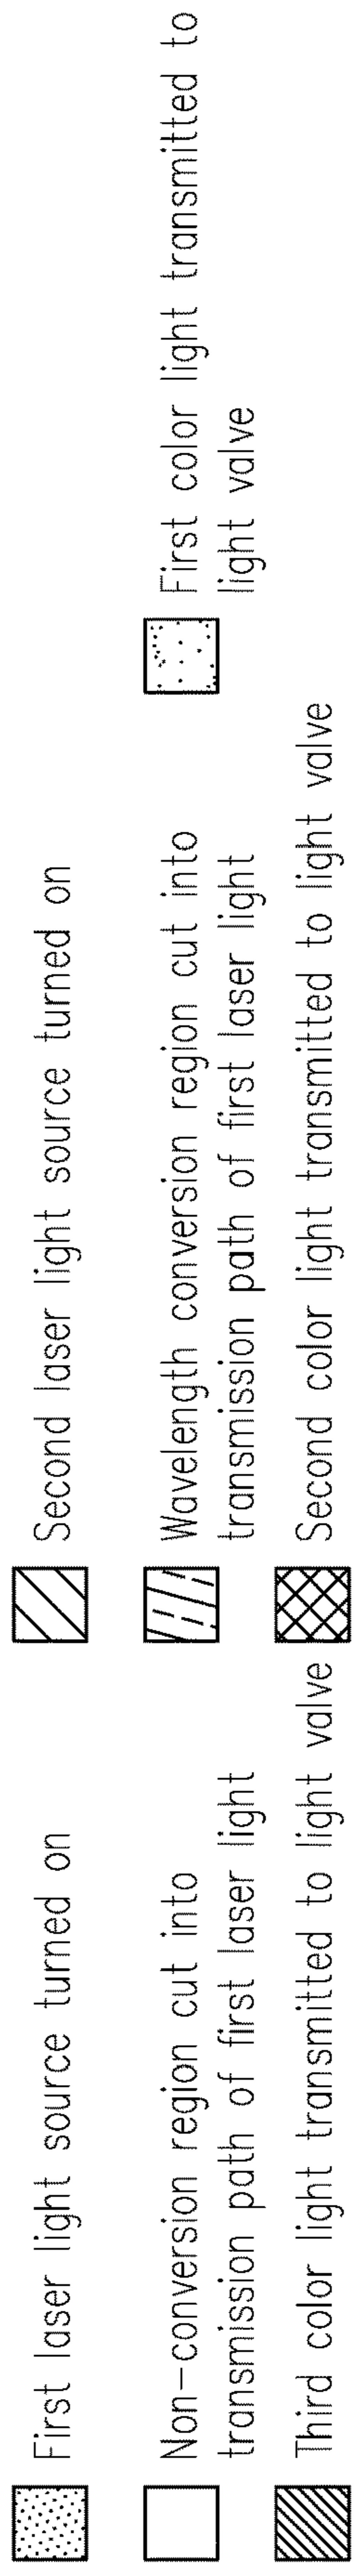 First laser light source turned on
Second laser light source turned on
Non-conversion region cut into
transmission path of first laser light
Wavelength conversion region cut into
transmission path of first laser light
First color light transmitted to
light valve
Third color light transmitted to light valve
Second color light transmitted to light valve